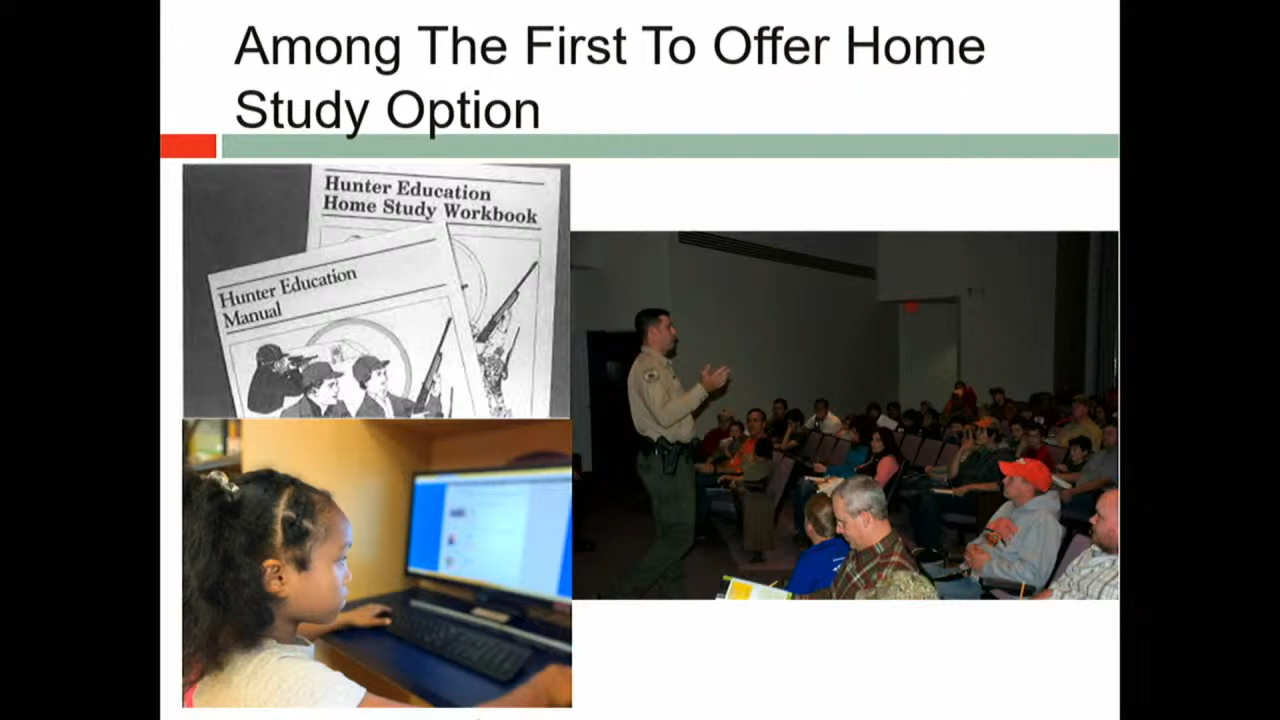 Among The First To Offer Home
Study Option
Hunter Education
Home Study Workbook
Hunter Education
Manual